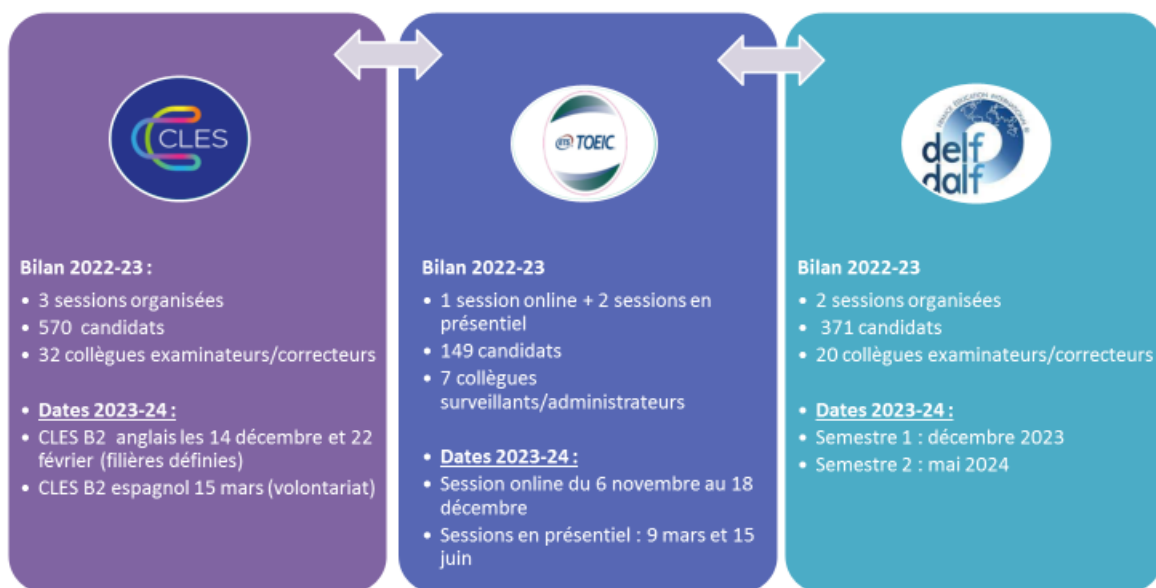 CLES
Bilan 2022-23 :
• 3 sessions organisées
• 570 candidats
• 32 collègues examinateurs/correcteurs
• Dates 2023-24 :
• CLES B2 anglais les 14 décembre et 22
février (filières définies)
• CLES B2 espagnol 15 mars (volontariat)
ETS TOEIC
Bilan 2022-23
• 1 session online + 2 sessions en
présentiel
• 149 candidats
• 7 collègues
surveillants/administrateurs
• Dates 2023-24 :
• Session online du 6 novembre au 18
décembre
• Sessions en présentiel : 9 mars et 15
juin
FRANCE EDUCATION INTERNATIONAL
delf
dalf
Bilan 2022-23
• 2 sessions organisées
• 371 candidats
• 20 collègues examinateurs/correcteurs
• Dates 2023-24 :
• Semestre 1 : décembre 2023
• Semestre 2 : mai 2024